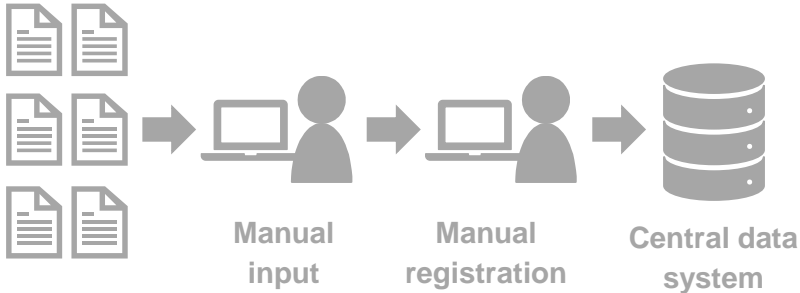 Manual
input
Manual
registration
Central data
system